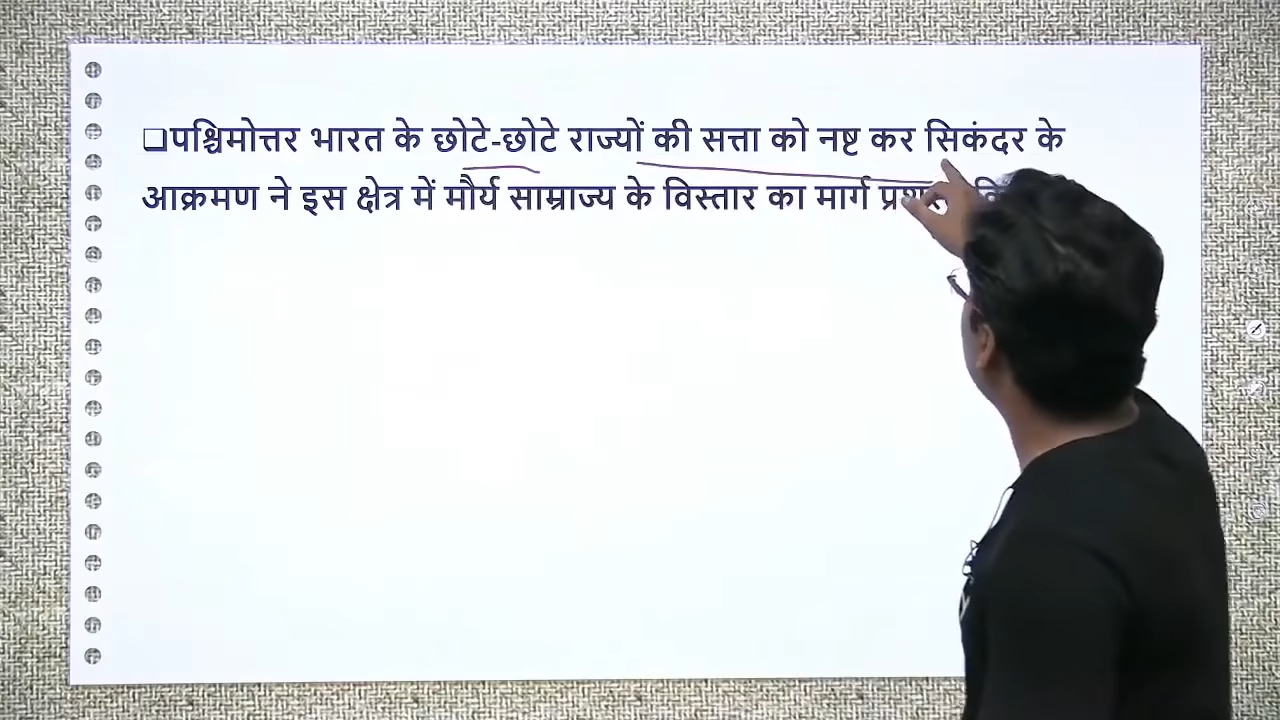 ❑पश्चिमोत्तर भारत के छोटे-छोटे राज्यों की सत्ता को नष्ट कर सिकंदर के
आक्रमण ने इस क्षेत्र में मौर्य साम्राज्य के विस्तार का मार्ग